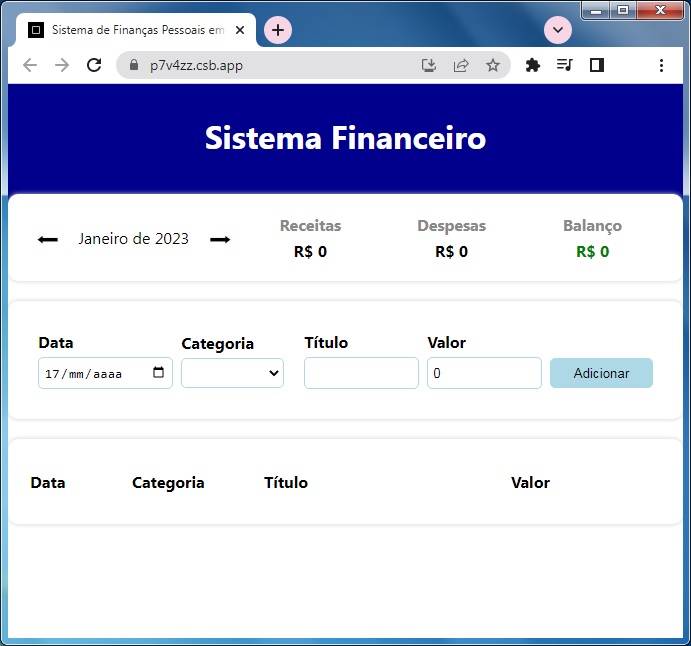 Sistema de Finanças Pessoais em
p7v4zz.csb.app
Sistema Financeiro
Janeiro de 2023
Receitas
R$ 0
Despesas
R$ 0
Balanço
R$ 0
Data
17/mm/aaaa
Categoria
Título
Valor
0
Adicionar
Data Categoria Título Valor